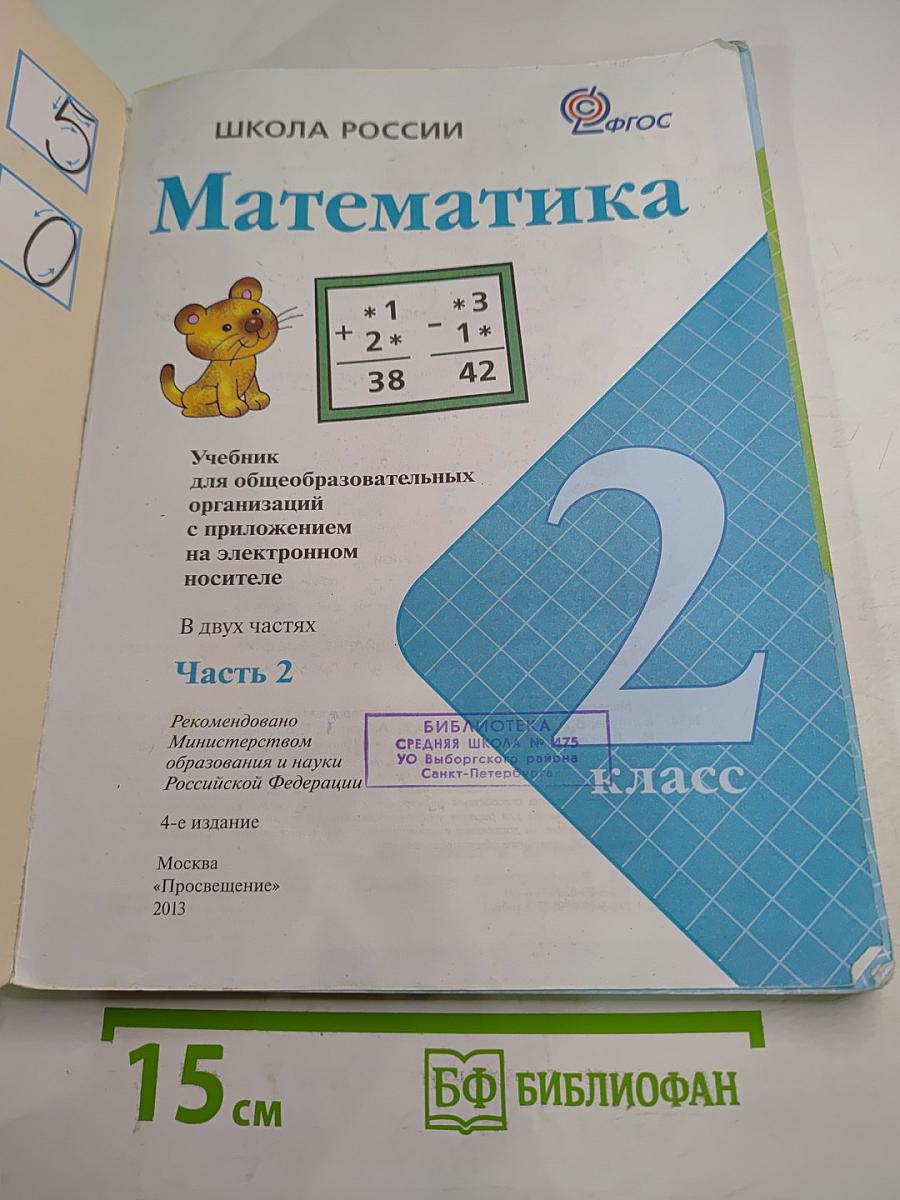 5
0
ШКОЛА РОССИИ
ФГОС
Математика
*1
+
2*
38
*3
−
1*
42
Учебник
для общеобразовательных
организаций
с приложением
на электронном
носителе
В двух частях
Часть 2
2
класс
Рекомендовано
Министерством
образования и науки
Российской Федерации
БИБЛИОТЕКА
СРЕДНЯЯ ШКОЛА № 475
УО Выборгского района
Санкт-Петербурга
4-е издание
Москва
«Просвещение»
2013
15 см
БФ БИБЛИОФАН